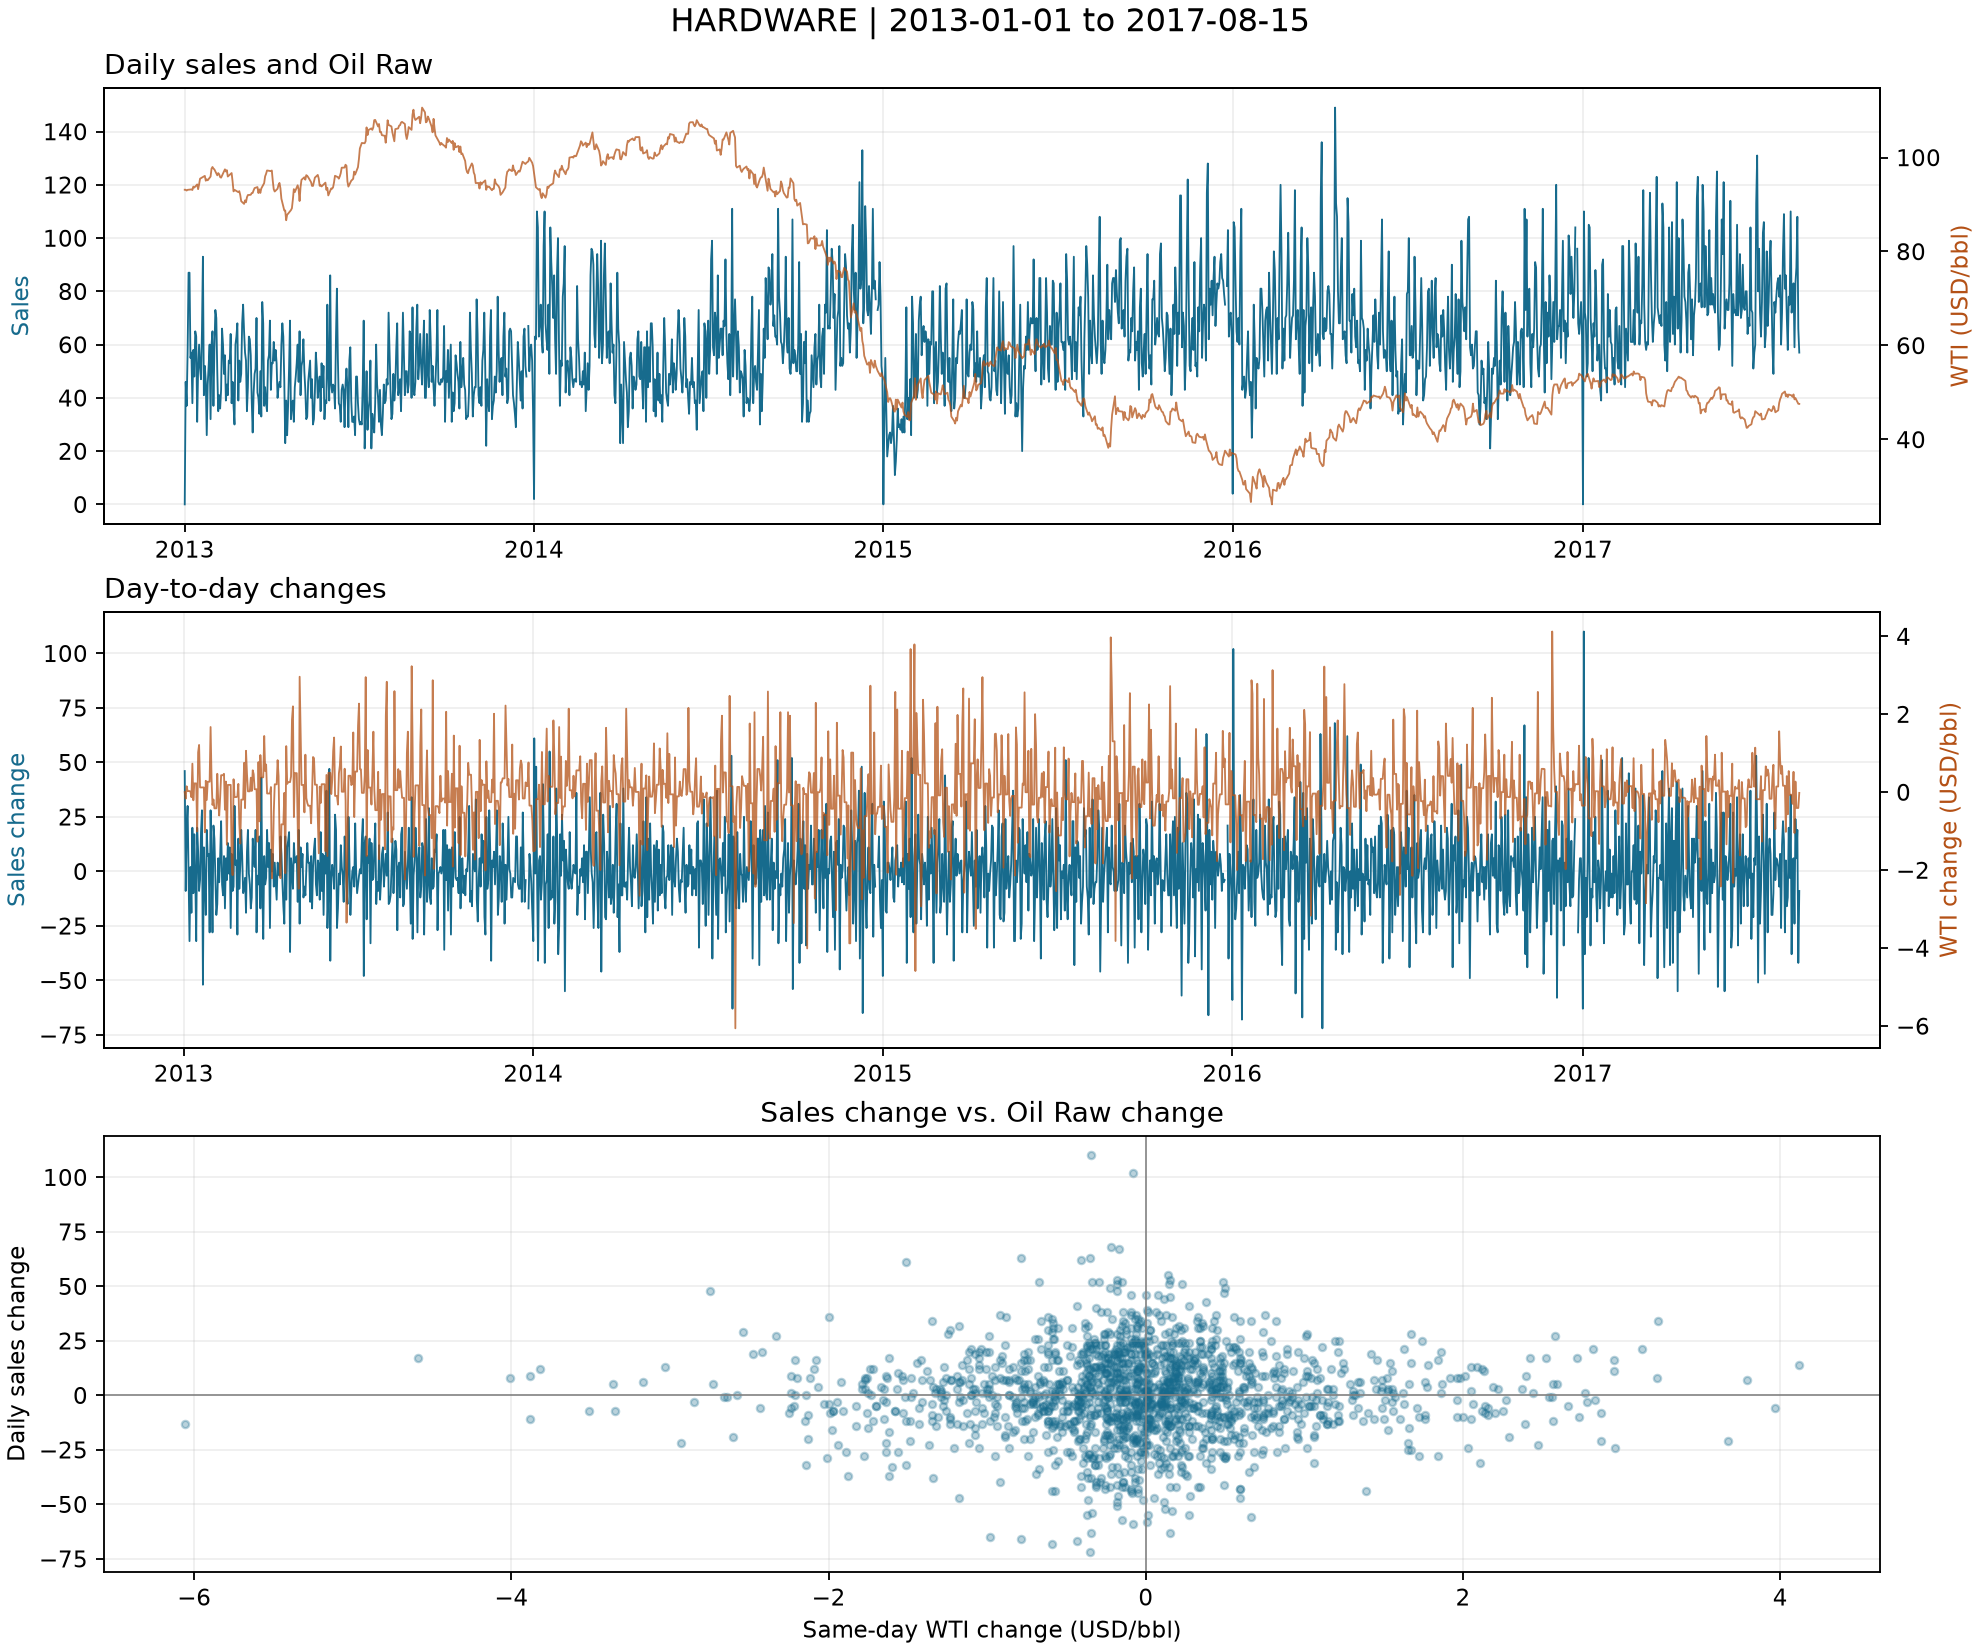 HARDWARE | 2013-01-01 to 2017-08-15
Daily sales and Oil Raw
Sales
140
120
100
80
60
40
20
0
100
80
60
40
WTI (USD/bbl)
2013 2014 2015 2016 2017
Day-to-day changes
Sales change
100
75
50
25
0
−25
−50
−75
4
2
0
−2
−4
−6
WTI change (USD/bbl)
2013 2014 2015 2016 2017
Sales change vs. Oil Raw change
Daily sales change
100
75
50
25
0
−25
−50
−75
−6 −4 −2 0 2 4
Same-day WTI change (USD/bbl)